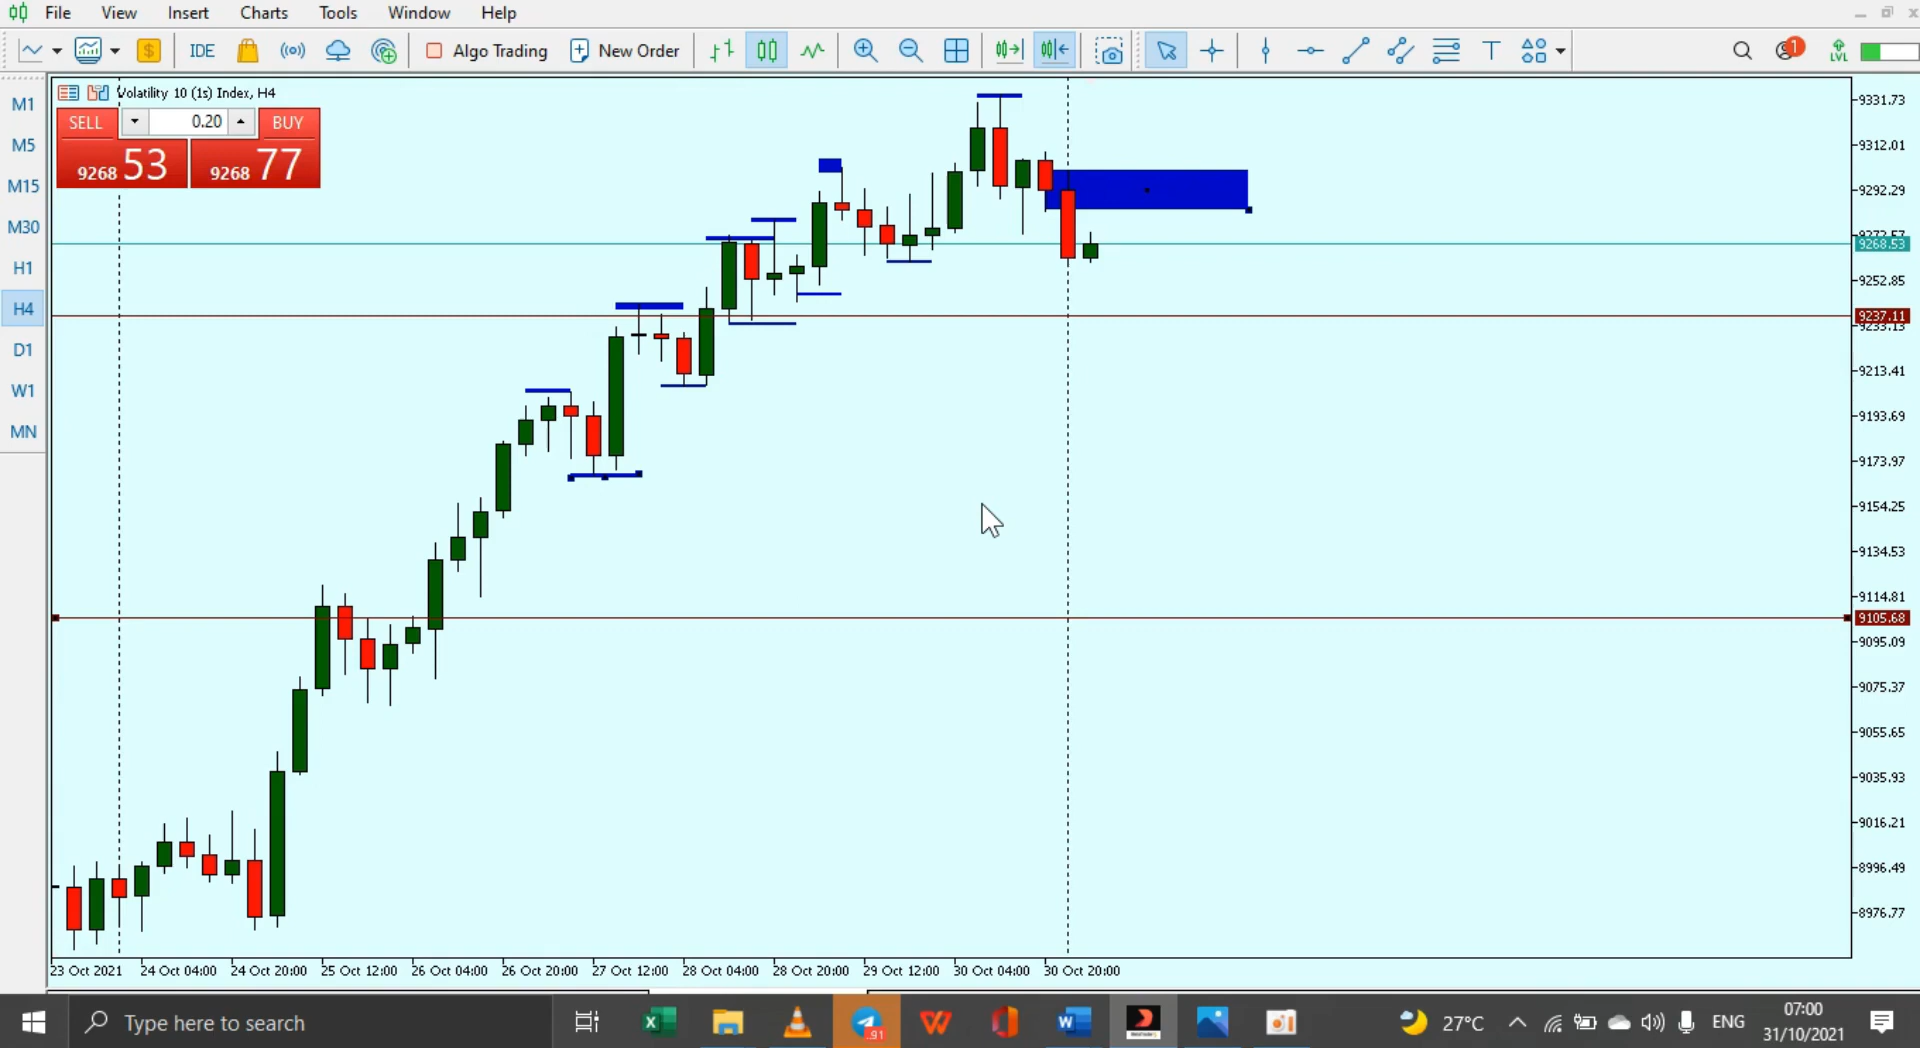 File View Insert Charts Tools Window Help
IDE Algo Trading New Order 1 LVL
Volatility 10 (1s) Index, H4
SELL 0.20 BUY
9268 53 9268 77
M1
M5
M15
M30
H1
H4
D1
W1
MN
9331.73
9312.01
9292.29
9268.53
9252.85
9237.11
9233.13
9213.41
9193.69
9173.97
9154.25
9134.53
9114.81
9105.68
9095.09
9075.37
9055.65
9035.93
9016.21
8996.49
8976.77
23 Oct 2021 24 Oct 04:00 24 Oct 20:00 25 Oct 12:00 26 Oct 04:00 26 Oct 20:00 27 Oct 12:00 28 Oct 04:00 28 Oct 20:00 29 Oct 12:00 30 Oct 04:00 30 Oct 20:00
Type here to search 91 27°C ENG 07:00
31/10/2021